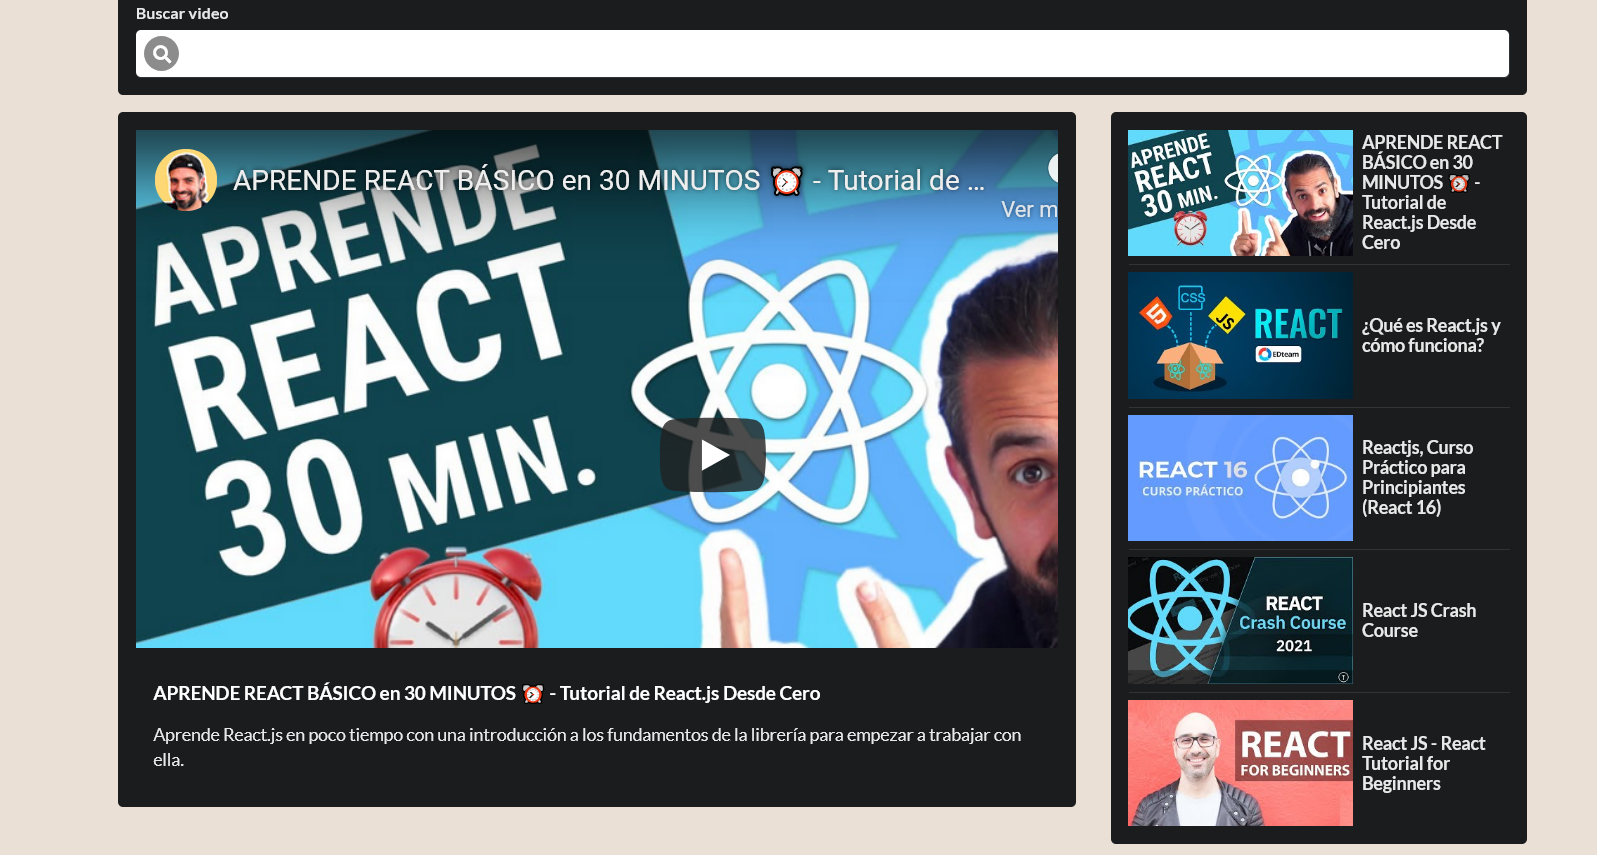 Buscar video
APRENDE REACT BÁSICO en 30 MINUTOS ⏰ - Tutorial de ...
Ver m
APRENDE
REACT
30 MIN.
APRENDE REACT BÁSICO en 30 MINUTOS ⏰ - Tutorial de React.js Desde Cero
Aprende React.js en poco tiempo con una introducción a los fundamentos de la librería para empezar a trabajar con
ella.
APRENDE
REACT
30 MIN.
APRENDE REACT
BÁSICO en 30
MINUTOS ⏰ -
Tutorial de
React.js Desde
Cero
CSS
JS
REACT
EDteam
¿Qué es React.js y
cómo funciona?
REACT 16
CURSO PRÁCTICO
Reactjs, Curso
Práctico para
Principiantes
(React 16)
REACT
Crash Course
2021
React JS Crash
Course
REACT
FOR BEGINNERS
React JS - React
Tutorial for
Beginners